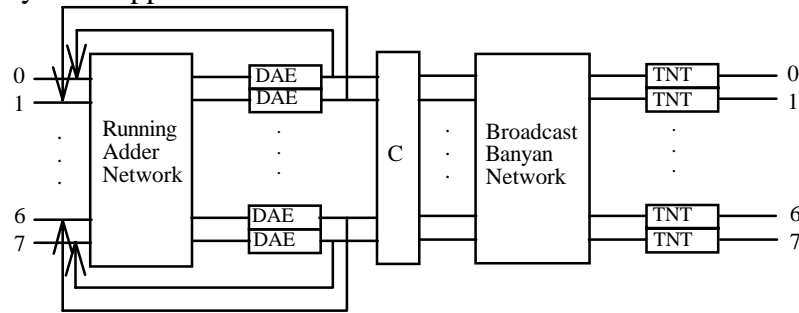 0
1
6
7
Running
Adder
Network
DAE
DAE
DAE
DAE
C
Broadcast
Banyan
Network
TNT
TNT
TNT
TNT
0
1
6
7